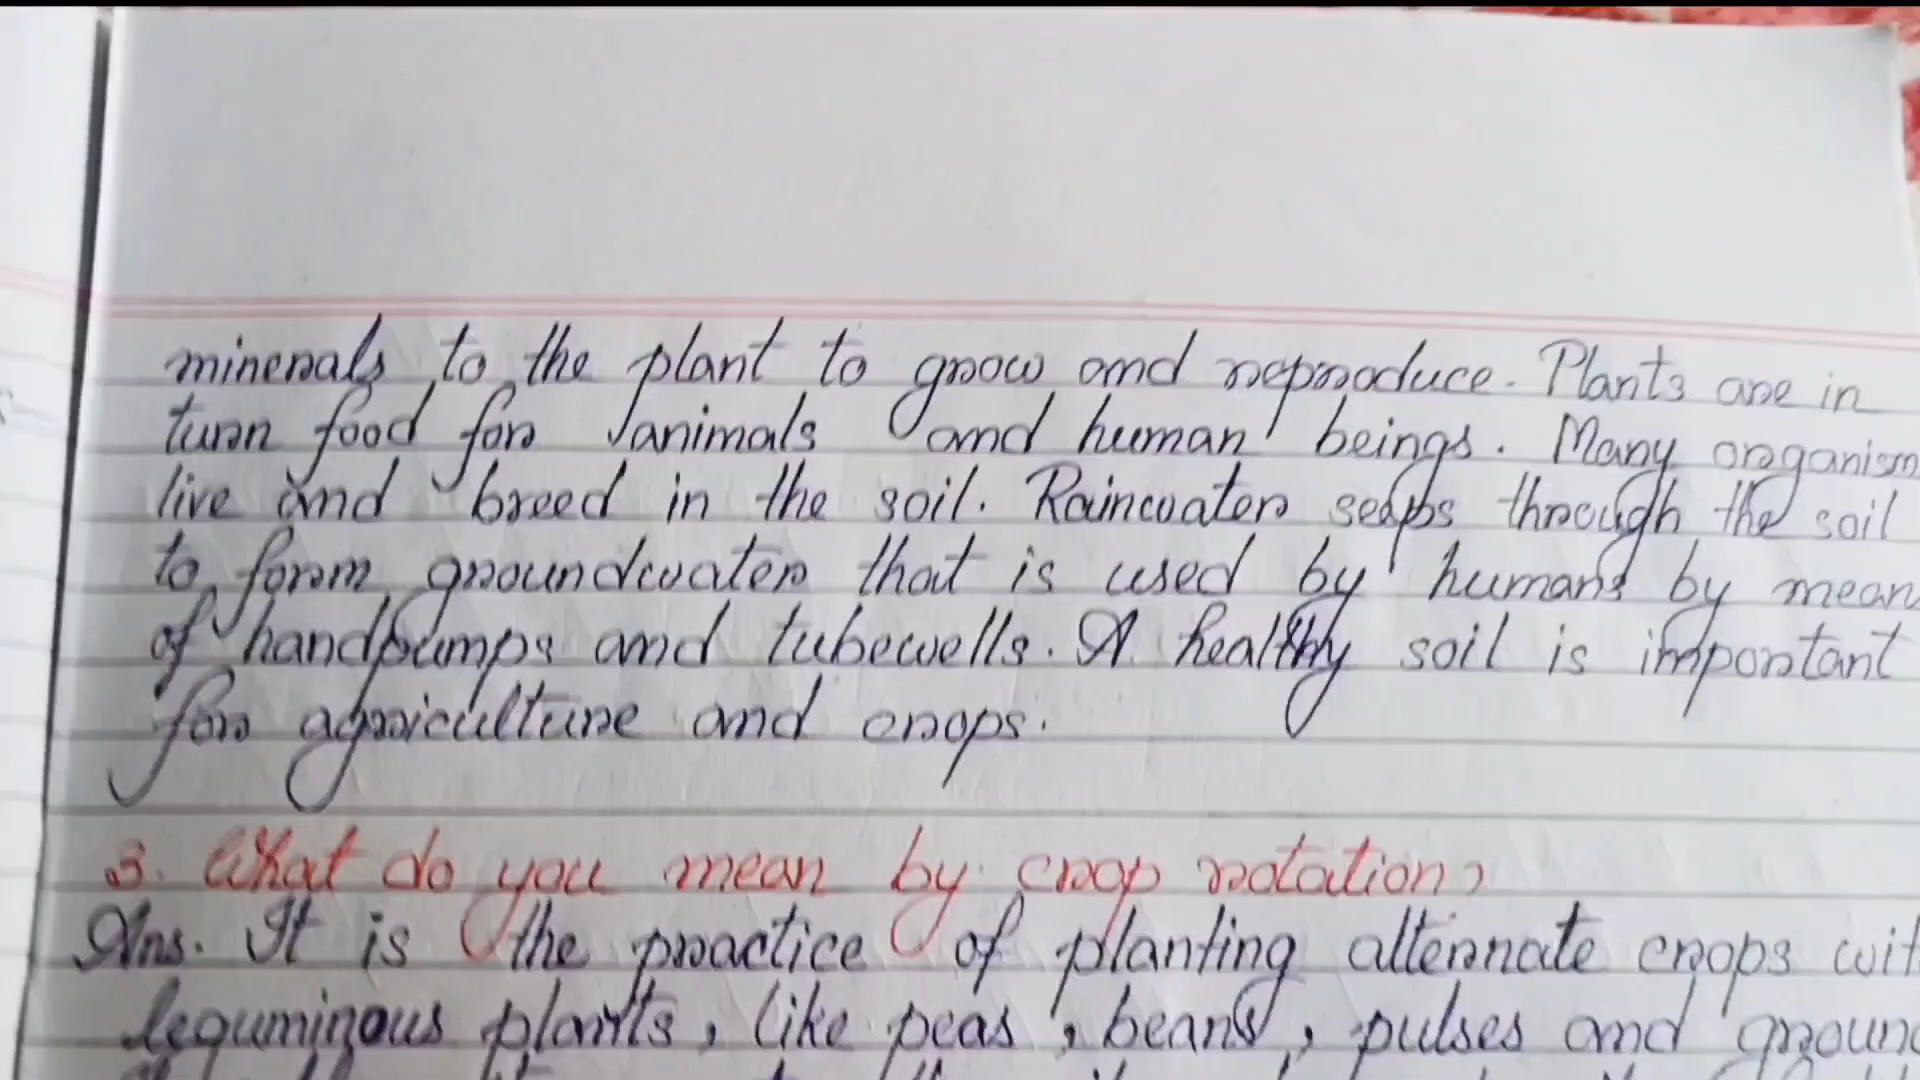 minerals to the plant to grow and reproduce. Plants are in
turn food for animals and human beings. Many organism
live and breed in the soil. Rainwater seaps through the soil
to form groundwater that is used by humans by mean
of handpumps and tubewells. A healthy soil is important
for agriculture and crops.
3. What do you mean by crop rotation?
Ans. It is the practice of planting alternate crops wit
leguminous plants, like peas, beans, pulses and groun